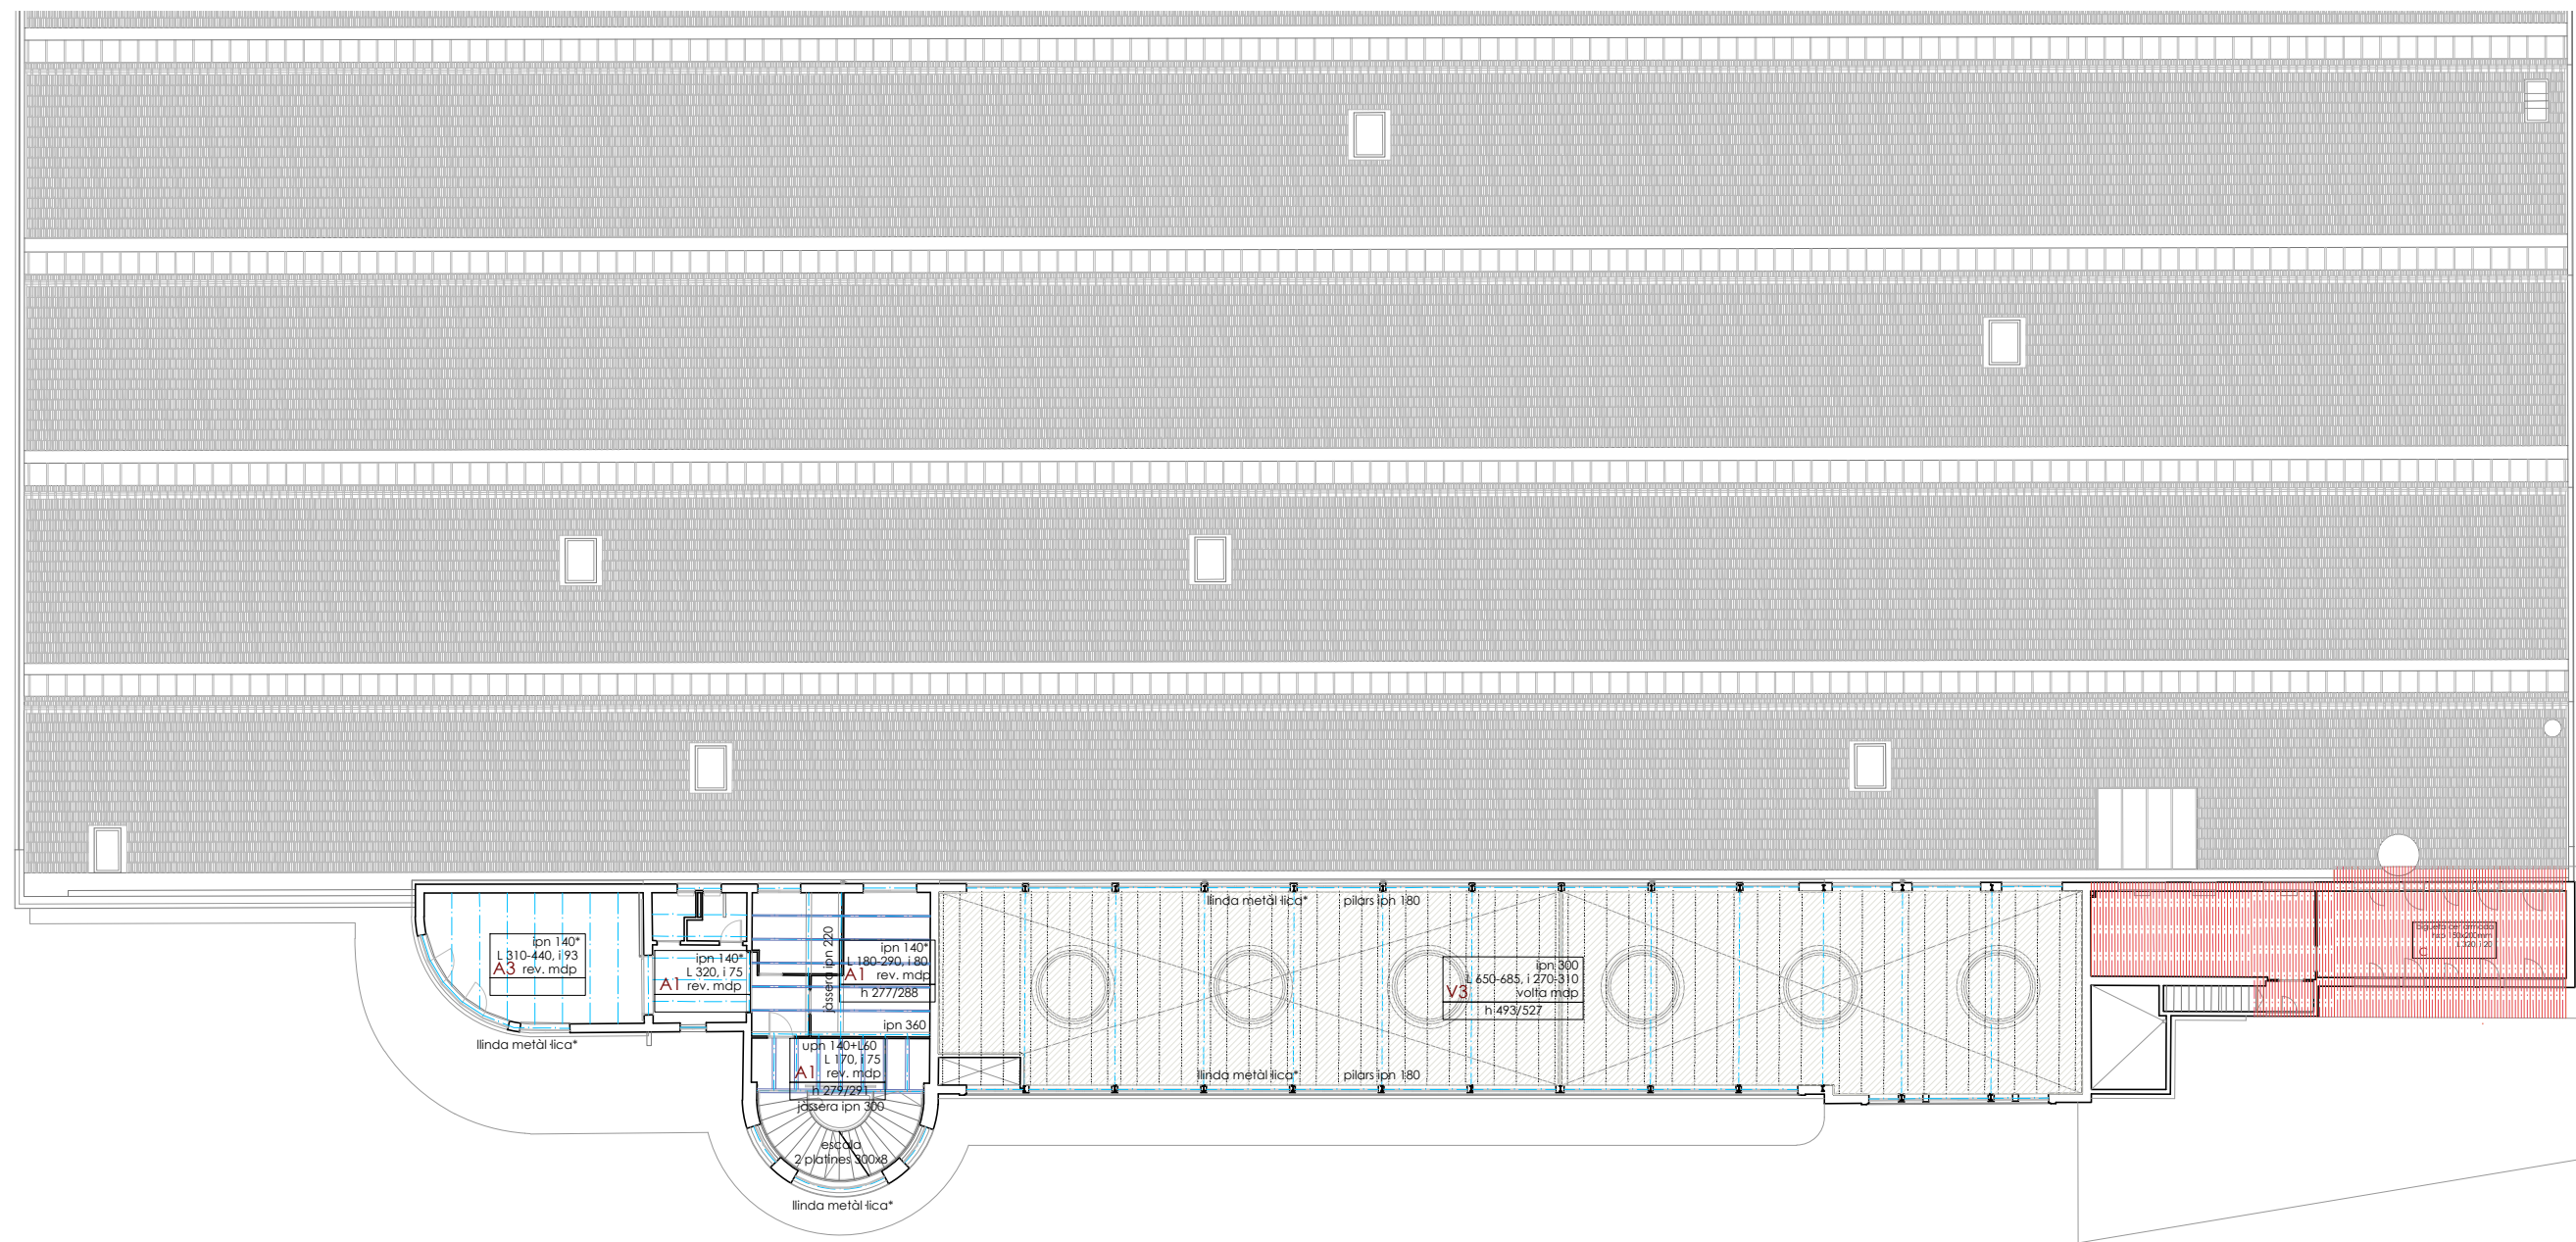 ipn 140*
L 310-440, i 93
A3 rev. mdp
llinda metàl·lica*
ipn 140*
L 320, i 75
A1 rev. mdp
jàssera ipn 220
ipn 140*
L 180-290, i 80
A1 rev. mdp
h 277/288
ipn 360
upn 140+L60
L 170, i 75
A1 rev. mdp
h 279/291
jàssera ipn 300
escala
2 platines 300x8
llinda metàl·lica*
llinda metàl·lica* pilars ipn 180
ipn 300
L 650-685, i 270-310
V3 volta mdp
h 493/527
llinda metàl·lica* pilars ipn 180
C